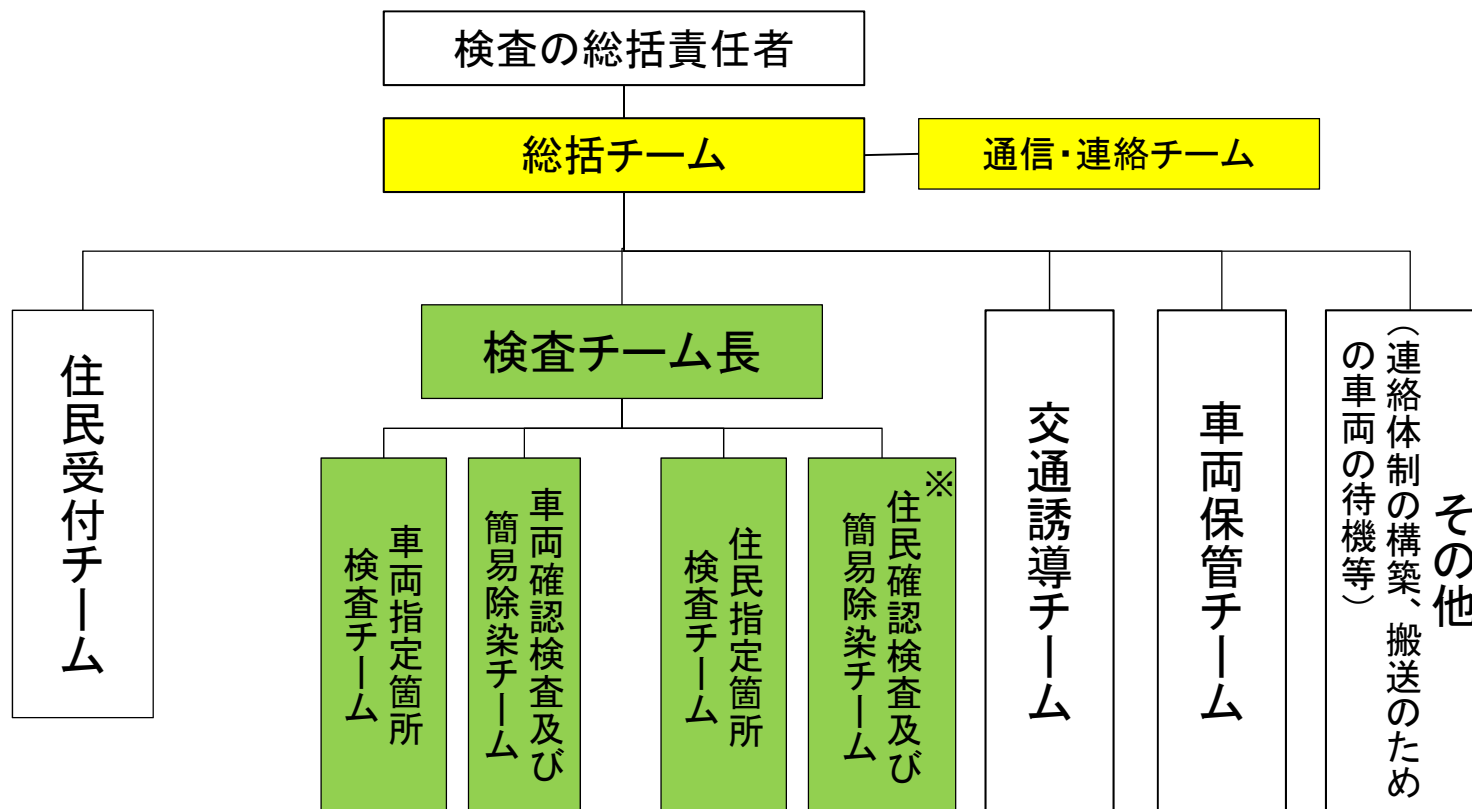 検査の総括責任者
総括チーム
通信・連絡チーム
住民受付チーム
検査チーム長
車両指定箇所
検査チーム
車両確認検査及び
簡易除染チーム
住民指定箇所
検査チーム
※
住民確認検査及び
簡易除染チーム
交通誘導チーム
車両保管チーム
その他
（連絡体制の構築、搬送のため
の車両の待機等）